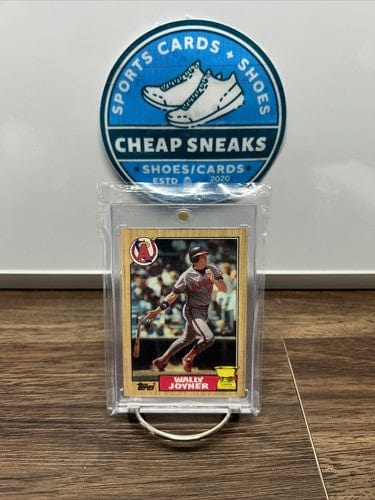 SPORTS CARDS + SHOES
CHEAP SNEAKS
SHOES/CARDS
ESTD 2020
WALLY
JOYNER
Topps